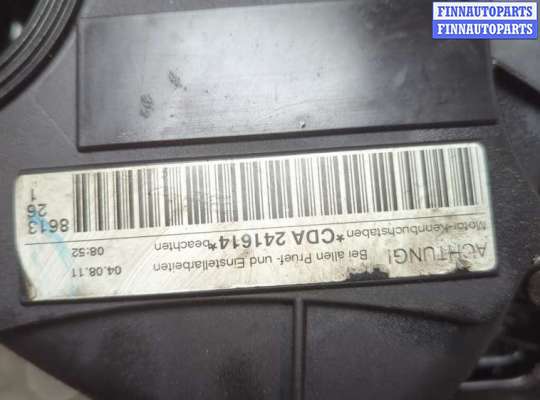 FINNAUTOPARTS
FINNAUTOPARTS
ACHTUNG! Bei allen Pruef- und Einstellarbeiten 04.08.11
Motor-Kennbuchstaben *CDA 241614* beachten 08:52
8613
26
1